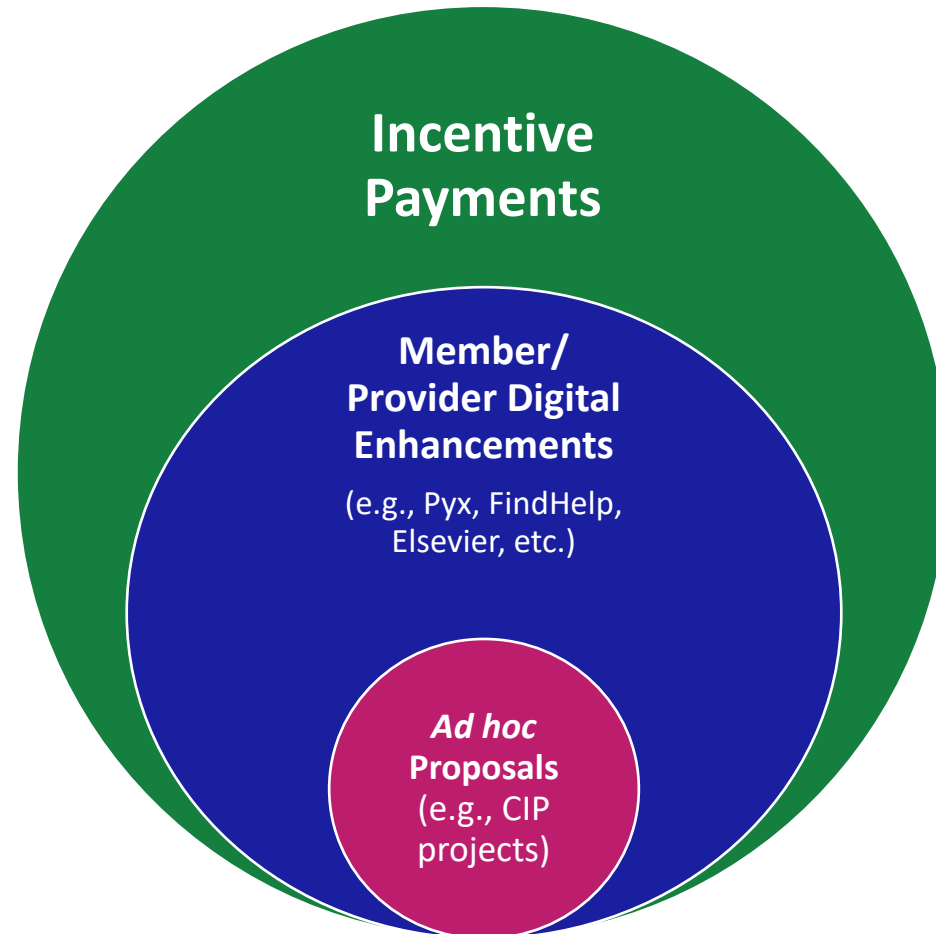 Incentive
Payments
Member/
Provider Digital
Enhancements
(e.g., Pyx, FindHelp,
Elsevier, etc.)
Ad hoc
Proposals
(e.g., CIP
projects)